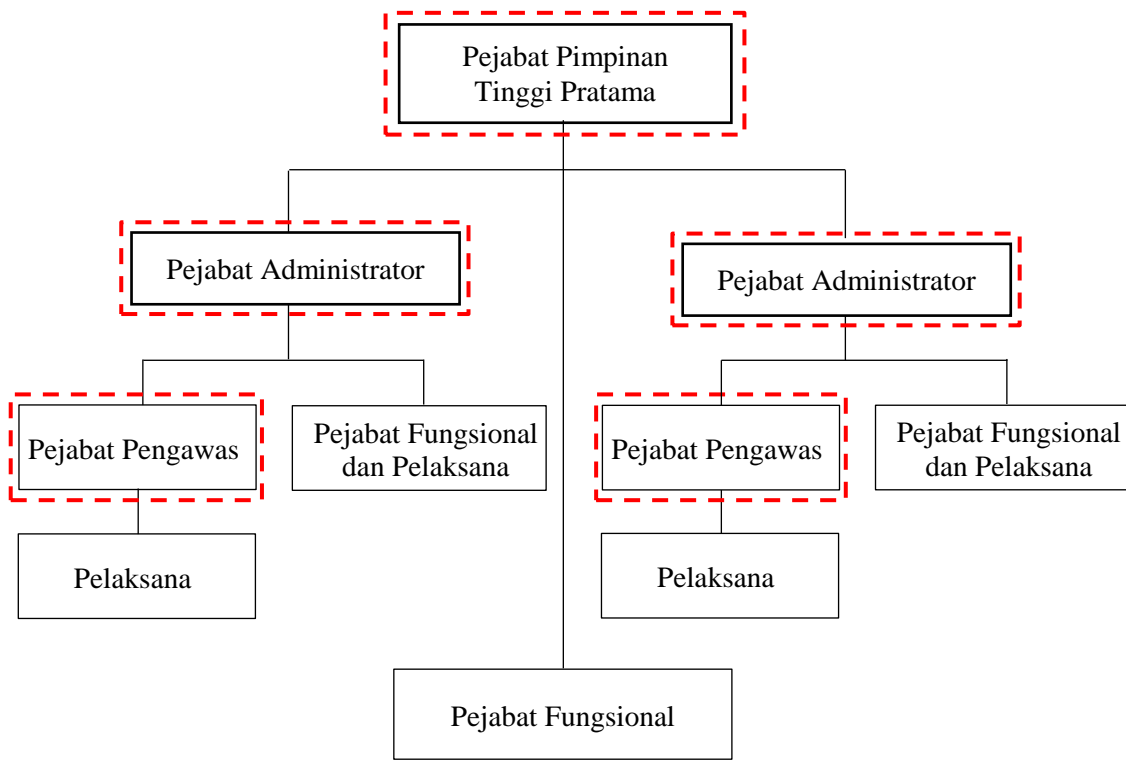 Pejabat Pimpinan
Tinggi Pratama
Pejabat Administrator
Pejabat Administrator
Pejabat Pengawas
Pejabat Fungsional
dan Pelaksana
Pejabat Pengawas
Pejabat Fungsional
dan Pelaksana
Pelaksana
Pelaksana
Pejabat Fungsional